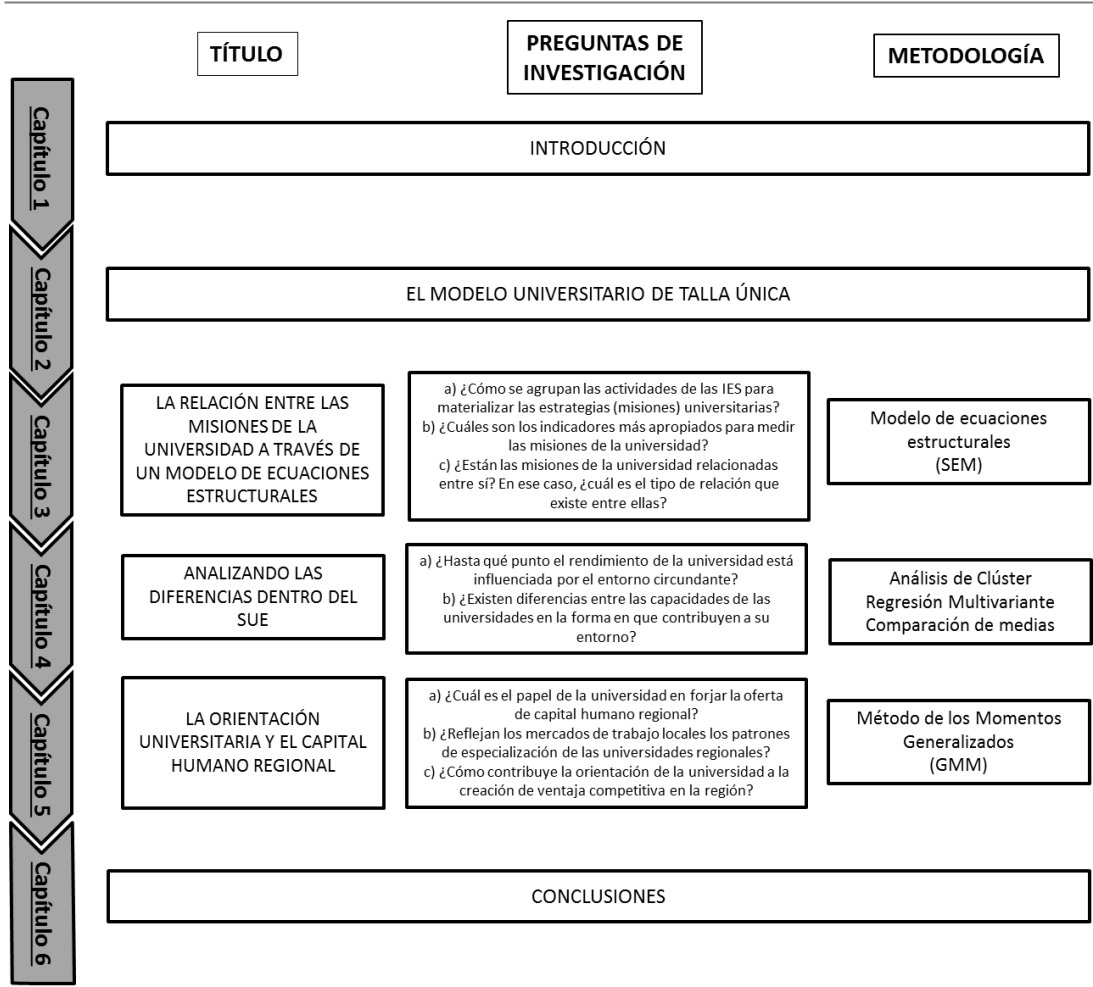 TÍTULO
PREGUNTAS DE
INVESTIGACIÓN
METODOLOGÍA
Capítulo 1
INTRODUCCIÓN
Capítulo 2
EL MODELO UNIVERSITARIO DE TALLA ÚNICA
Capítulo 3
LA RELACIÓN ENTRE LAS
MISIONES DE LA
UNIVERSIDAD A TRAVÉS DE
UN MODELO DE ECUACIONES
ESTRUCTURALES
a) ¿Cómo se agrupan las actividades de las IES para
materializar las estrategias (misiones) universitarias?
b) ¿Cuáles son los indicadores más apropiados para medir
las misiones de la universidad?
c) ¿Están las misiones de la universidad relacionadas
entre sí? En ese caso, ¿cuál es el tipo de relación que
existe entre ellas?
Modelo de ecuaciones
estructurales
(SEM)
Capítulo 4
ANALIZANDO LAS
DIFERENCIAS DENTRO DEL
SUE
a) ¿Hasta qué punto el rendimiento de la universidad está
influenciada por el entorno circundante?
b) ¿Existen diferencias entre las capacidades de las
universidades en la forma en que contribuyen a su
entorno?
Análisis de Clúster
Regresión Multivariante
Comparación de medias
Capítulo 5
LA ORIENTACIÓN
UNIVERSITARIA Y EL CAPITAL
HUMANO REGIONAL
a) ¿Cuál es el papel de la universidad en forjar la oferta
de capital humano regional?
b) ¿Reflejan los mercados de trabajo locales los patrones
de especialización de las universidades regionales?
c) ¿Cómo contribuye la orientación de la universidad a la
creación de ventaja competitiva en la región?
Método de los Momentos
Generalizados
(GMM)
Capítulo 6
CONCLUSIONES